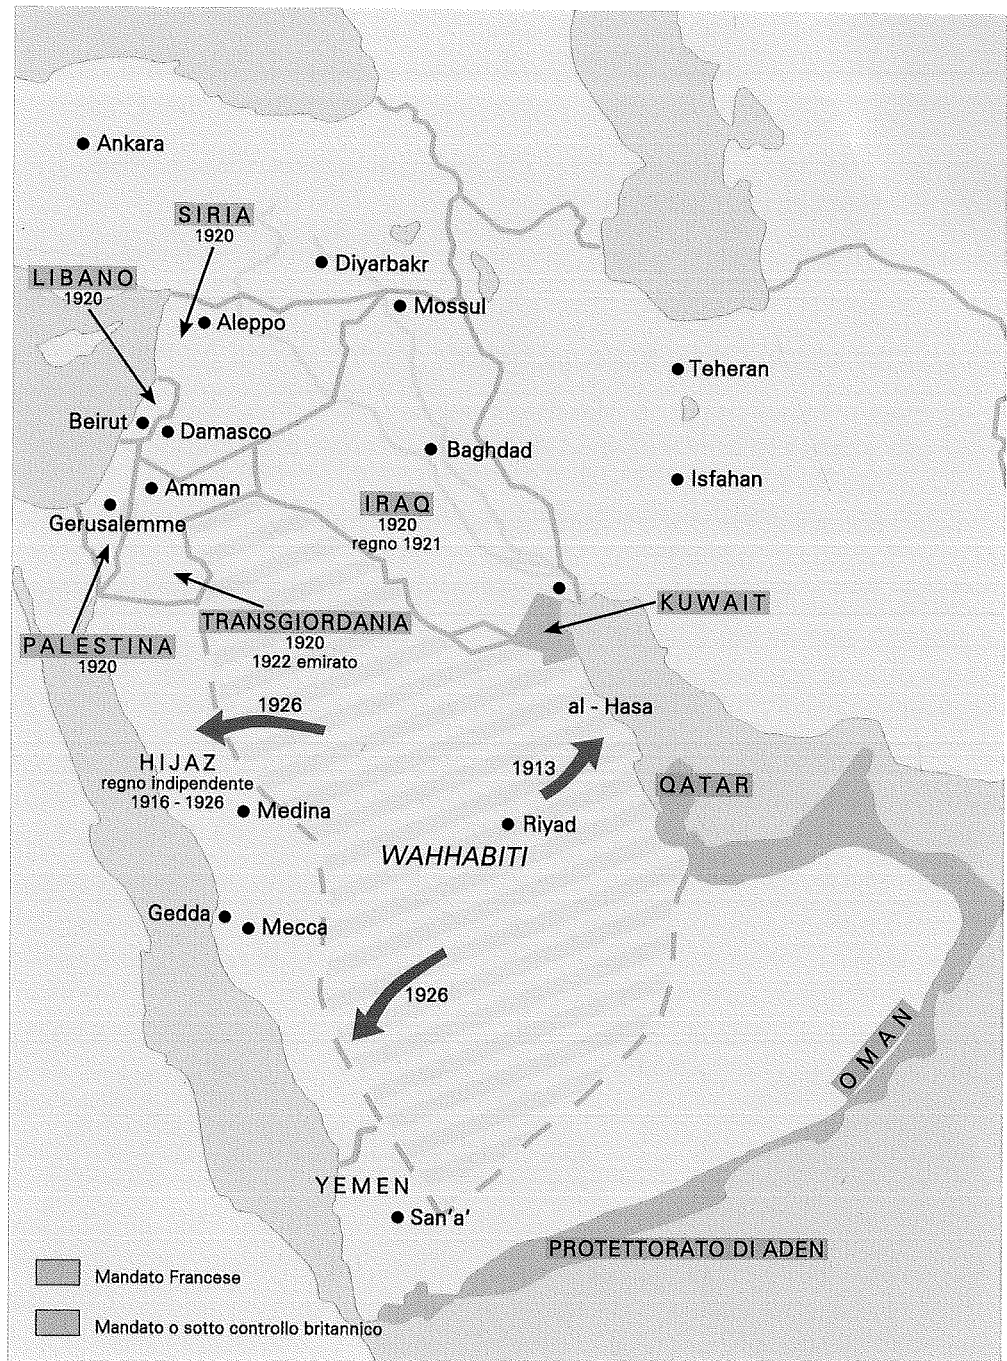 Ankara
SIRIA
1920
Diyarbakr
LIBANO
1920
Mossul
Aleppo
Teheran
Beirut
Damasco
Baghdad
Isfahan
Amman
IRAQ
1920
regno 1921
Gerusalemme
KUWAIT
TRANSGIORDANIA
1920
1922 emirato
PALESTINA
1920
1926
al - Hasa
HIJAZ
regno indipendente
1916 - 1926
1913
QATAR
Medina
Riyad
WAHHABITI
Gedda
Mecca
1926
OMAN
YEMEN
San'a'
PROTETTORATO DI ADEN
Mandato Francese
Mandato o sotto controllo britannico